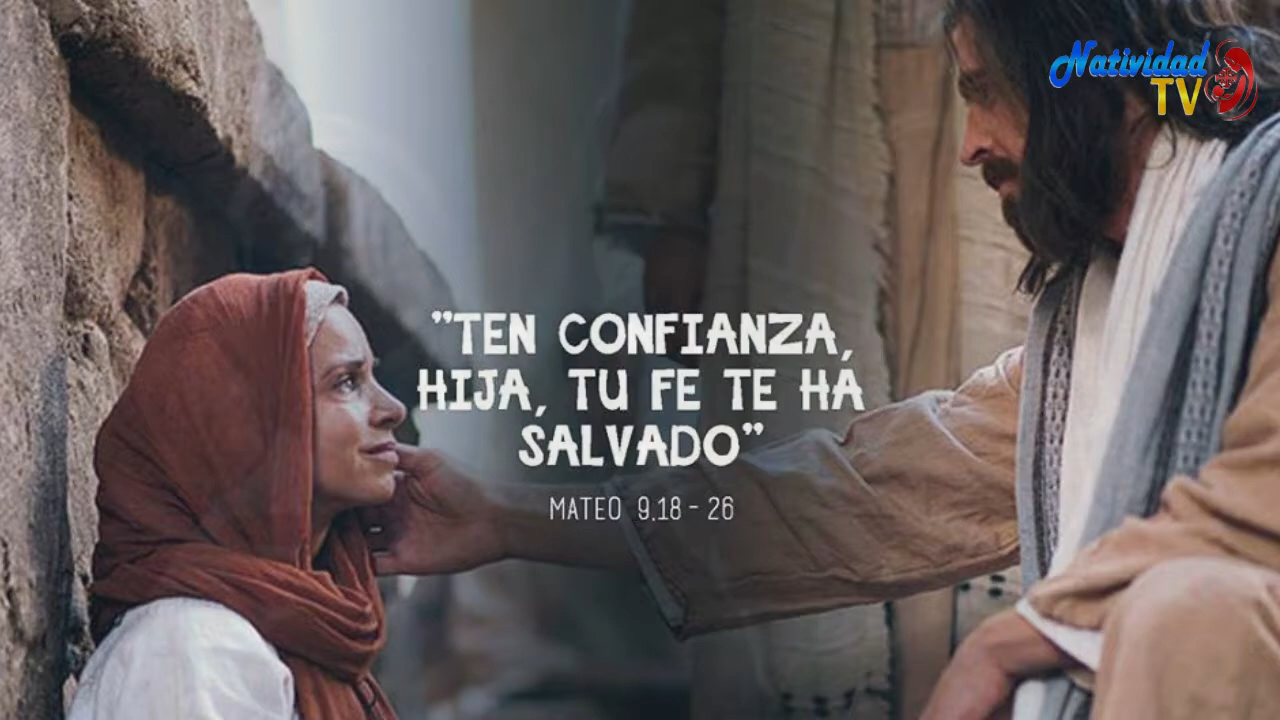 Natividad
TV
"TEN CONFIANZA,
HIJA, TU FE TE HA
SALVADO"
MATEO 9,18 - 26